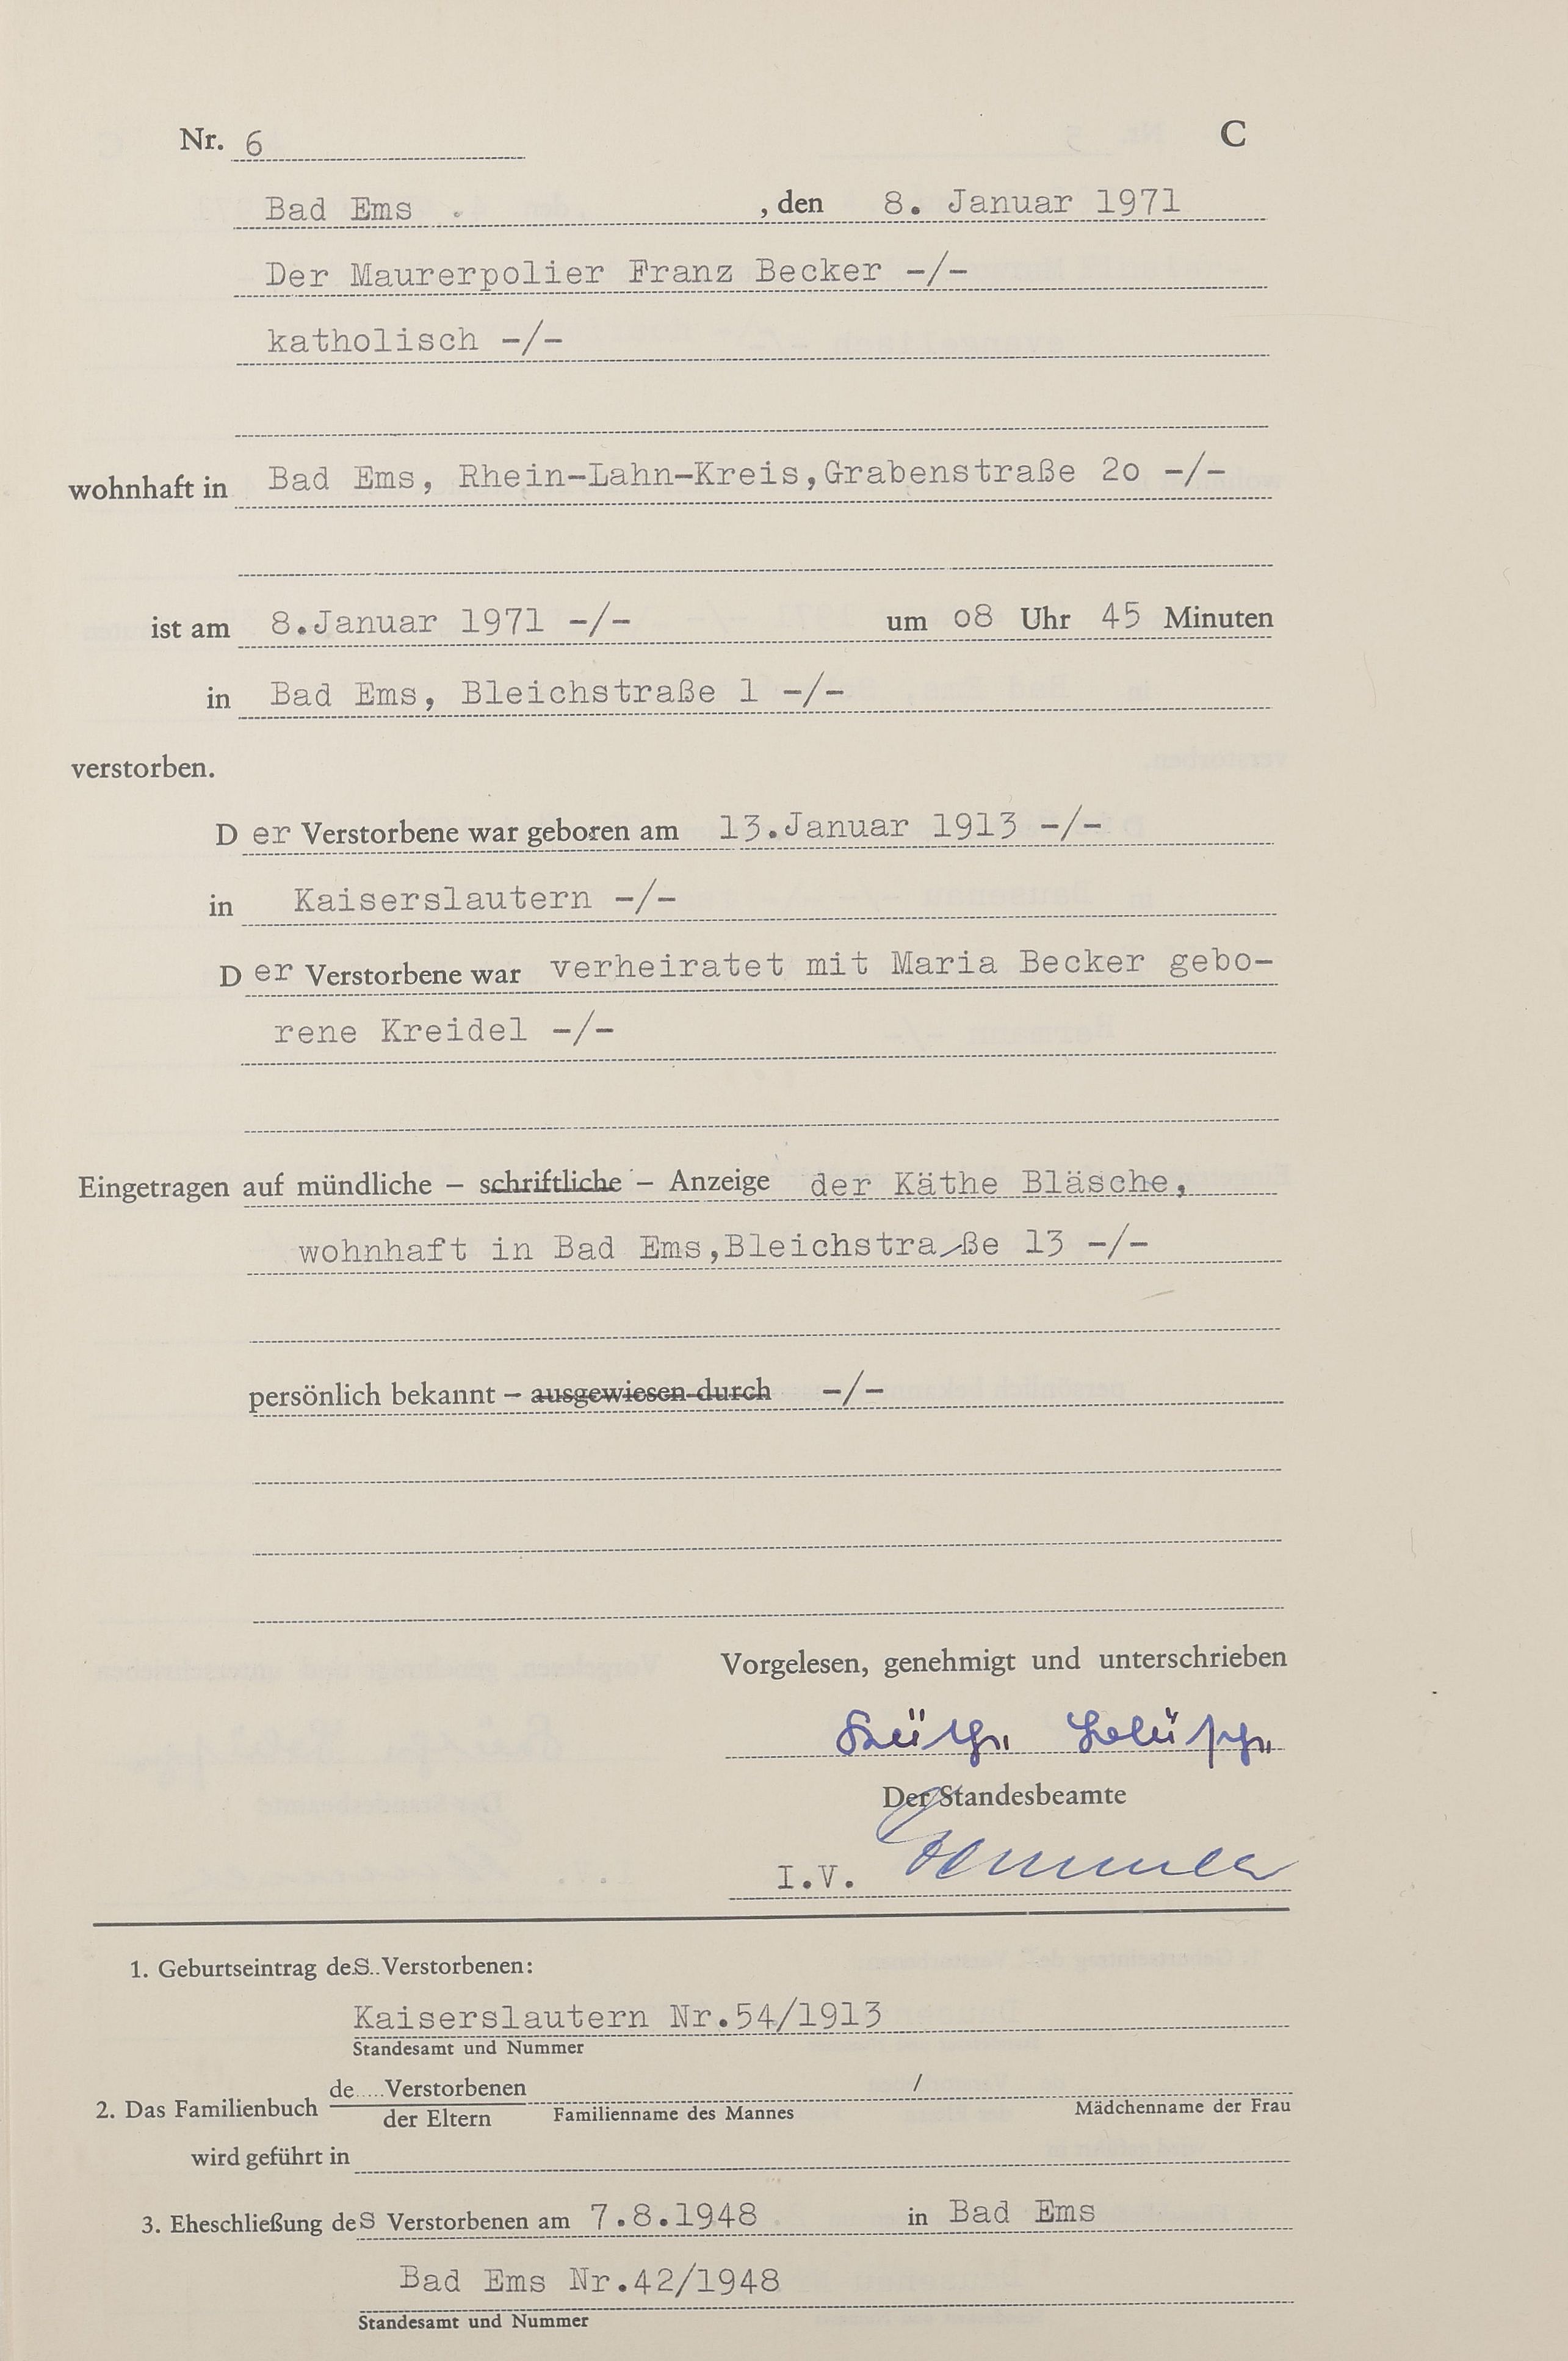 Nr. 6 C
Bad Ems , den 8. Januar 1971
Der Maurerpolier Franz Becker -/-
katholisch -/-
wohnhaft in Bad Ems, Rhein-Lahn-Kreis,Grabenstraße 2o -/-
ist am 8.Januar 1971 -/- um o8 Uhr 45 Minuten
in Bad Ems, Bleichstraße 1 -/-
verstorben.
D er Verstorbene war geboren am 13.Januar 1913 -/-
in Kaiserslautern -/-
D er Verstorbene war verheiratet mit Maria Becker gebo-
rene Kreidel -/-
Eingetragen auf mündliche – schriftliche – Anzeige der Käthe Bläsche,
wohnhaft in Bad Ems,Bleichstraße 13 -/-
persönlich bekannt – ausgewiesen durch -/-
Vorgelesen, genehmigt und unterschrieben
Käthe Bläsche
Der Standesbeamte
I.V.
1. Geburtseintrag des Verstorbenen:
Kaiserslautern Nr.54/1913
Standesamt und Nummer
2. Das Familienbuch de..... Verstorbenen /
der Eltern Familienname des Mannes Mädchenname der Frau
wird geführt in
3. Eheschließung des Verstorbenen am 7.8.1948 in Bad Ems
Bad Ems Nr.42/1948
Standesamt und Nummer